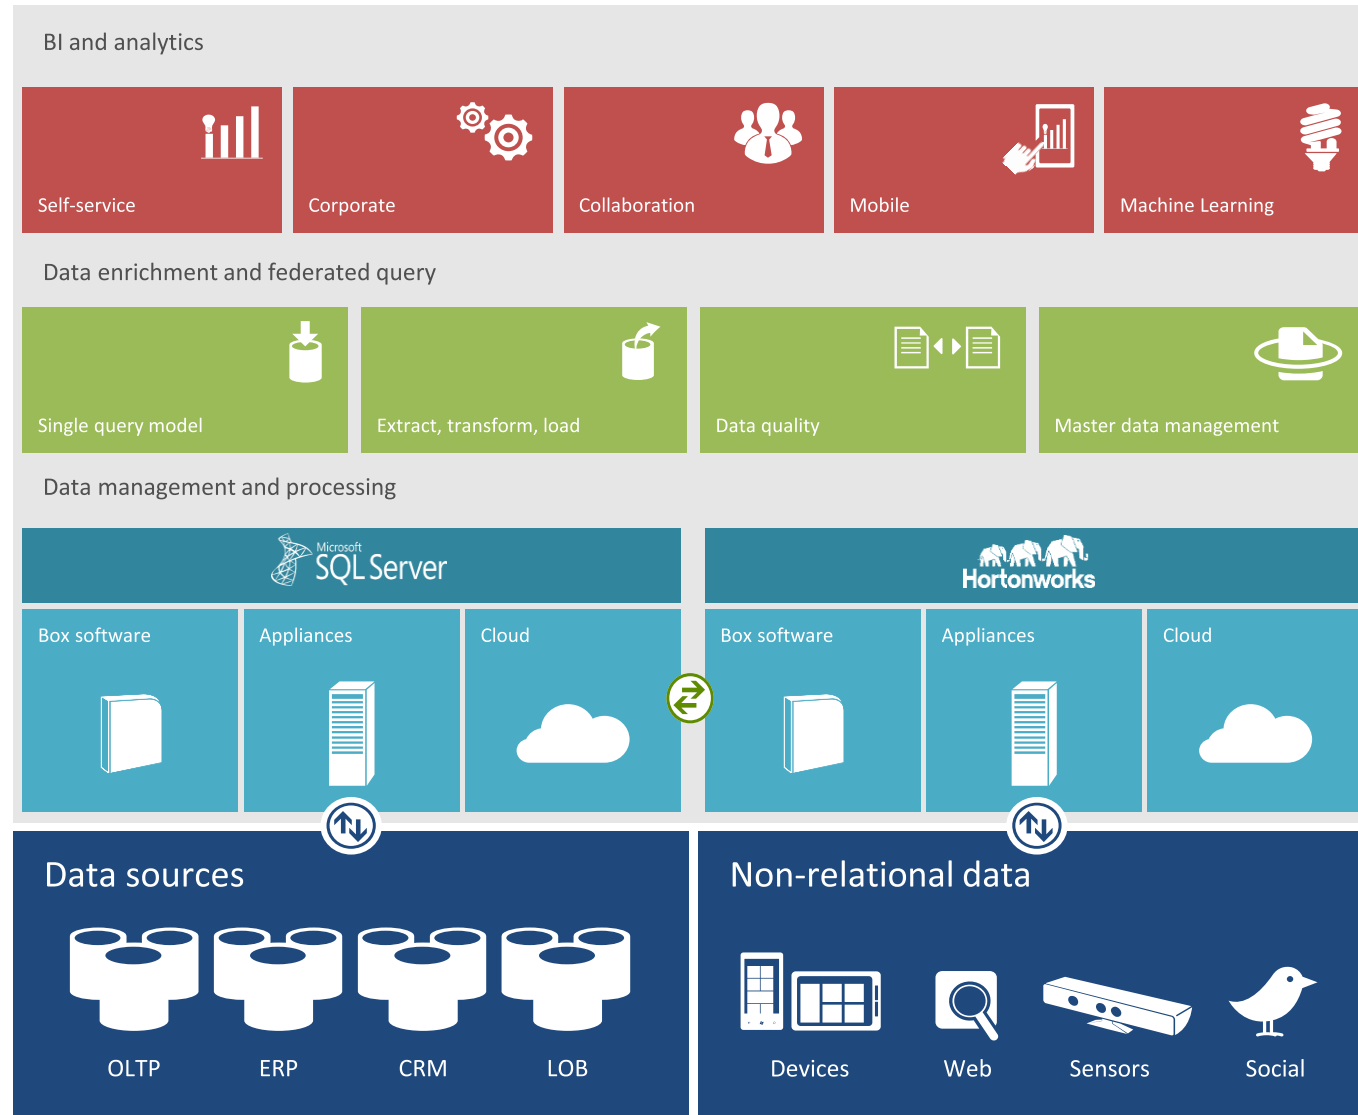 BI and analytics
Self-service
Corporate
Collaboration
Mobile
Machine Learning
Data enrichment and federated query
Single query model
Extract, transform, load
Data quality
Master data management
Data management and processing
Microsoft
SQL Server
Hortonworks
Box software
Appliances
Cloud
Box software
Appliances
Cloud
Data sources
OLTP
ERP
CRM
LOB
Non-relational data
Devices
Web
Sensors
Social